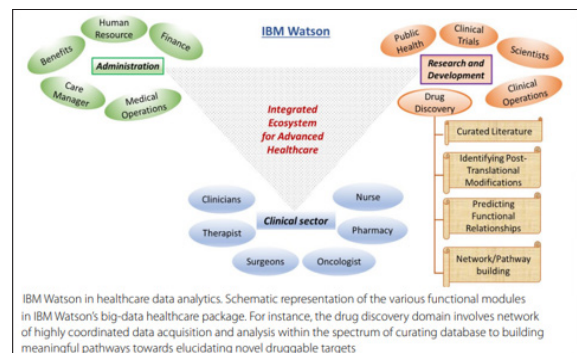 IBM Watson
Human
Resource
Finance
Benefits
Administration
Care
Manager
Medical
Operations
Public
Health
Clinical
Trials
Scientists
Research and
Development
Drug
Discovery
Clinical
Operations
Integrated
Ecosystem
for Advanced
Healthcare
Curated Literature
Identifying Post-
Translational
Modifications
Predicting
Functional
Relationships
Network/Pathway
building
Clinicians
Nurse
Clinical sector
Therapist
Pharmacy
Surgeons
Oncologist
IBM Watson in healthcare data analytics. Schematic representation of the various functional modules
in IBM Watson's big-data healthcare package. For instance, the drug discovery domain involves network
of highly coordinated data acquisition and analysis within the spectrum of curating database to building
meaningful pathways towards elucidating novel druggable targets